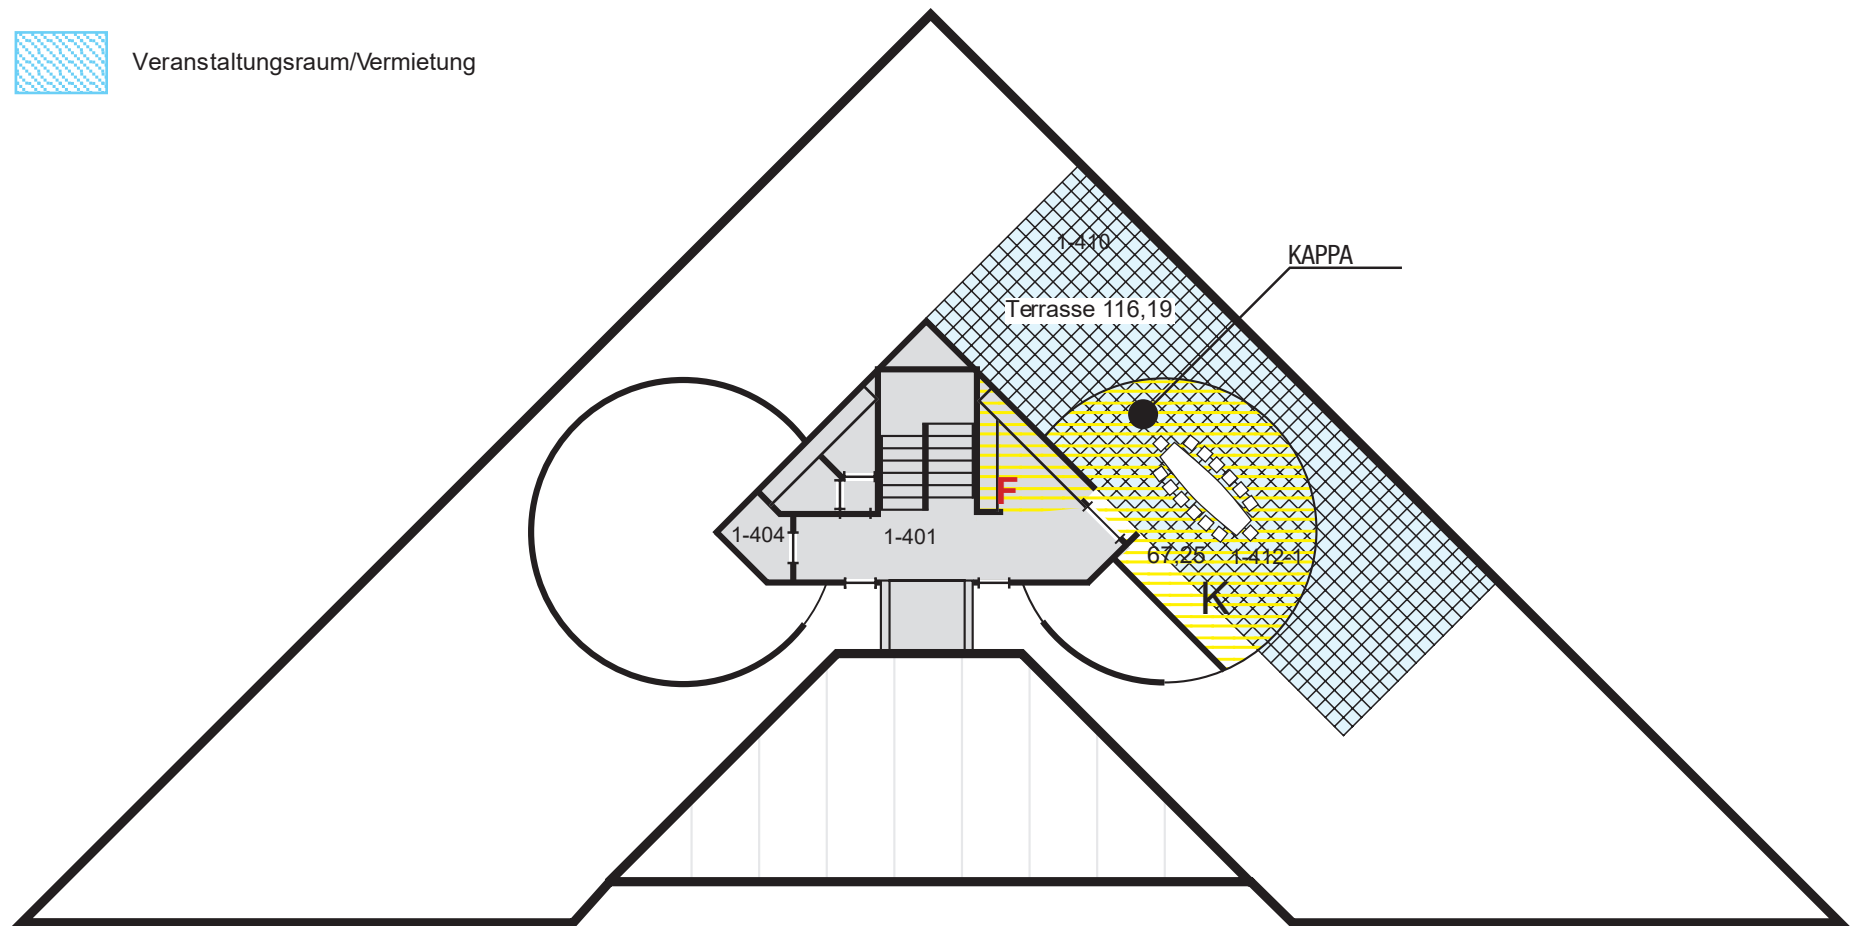 Veranstaltungsraum/Vermietung
1-410
KAPPA
Terrasse 116,19
F
1-404
1-401
67,25
1-412-1
K